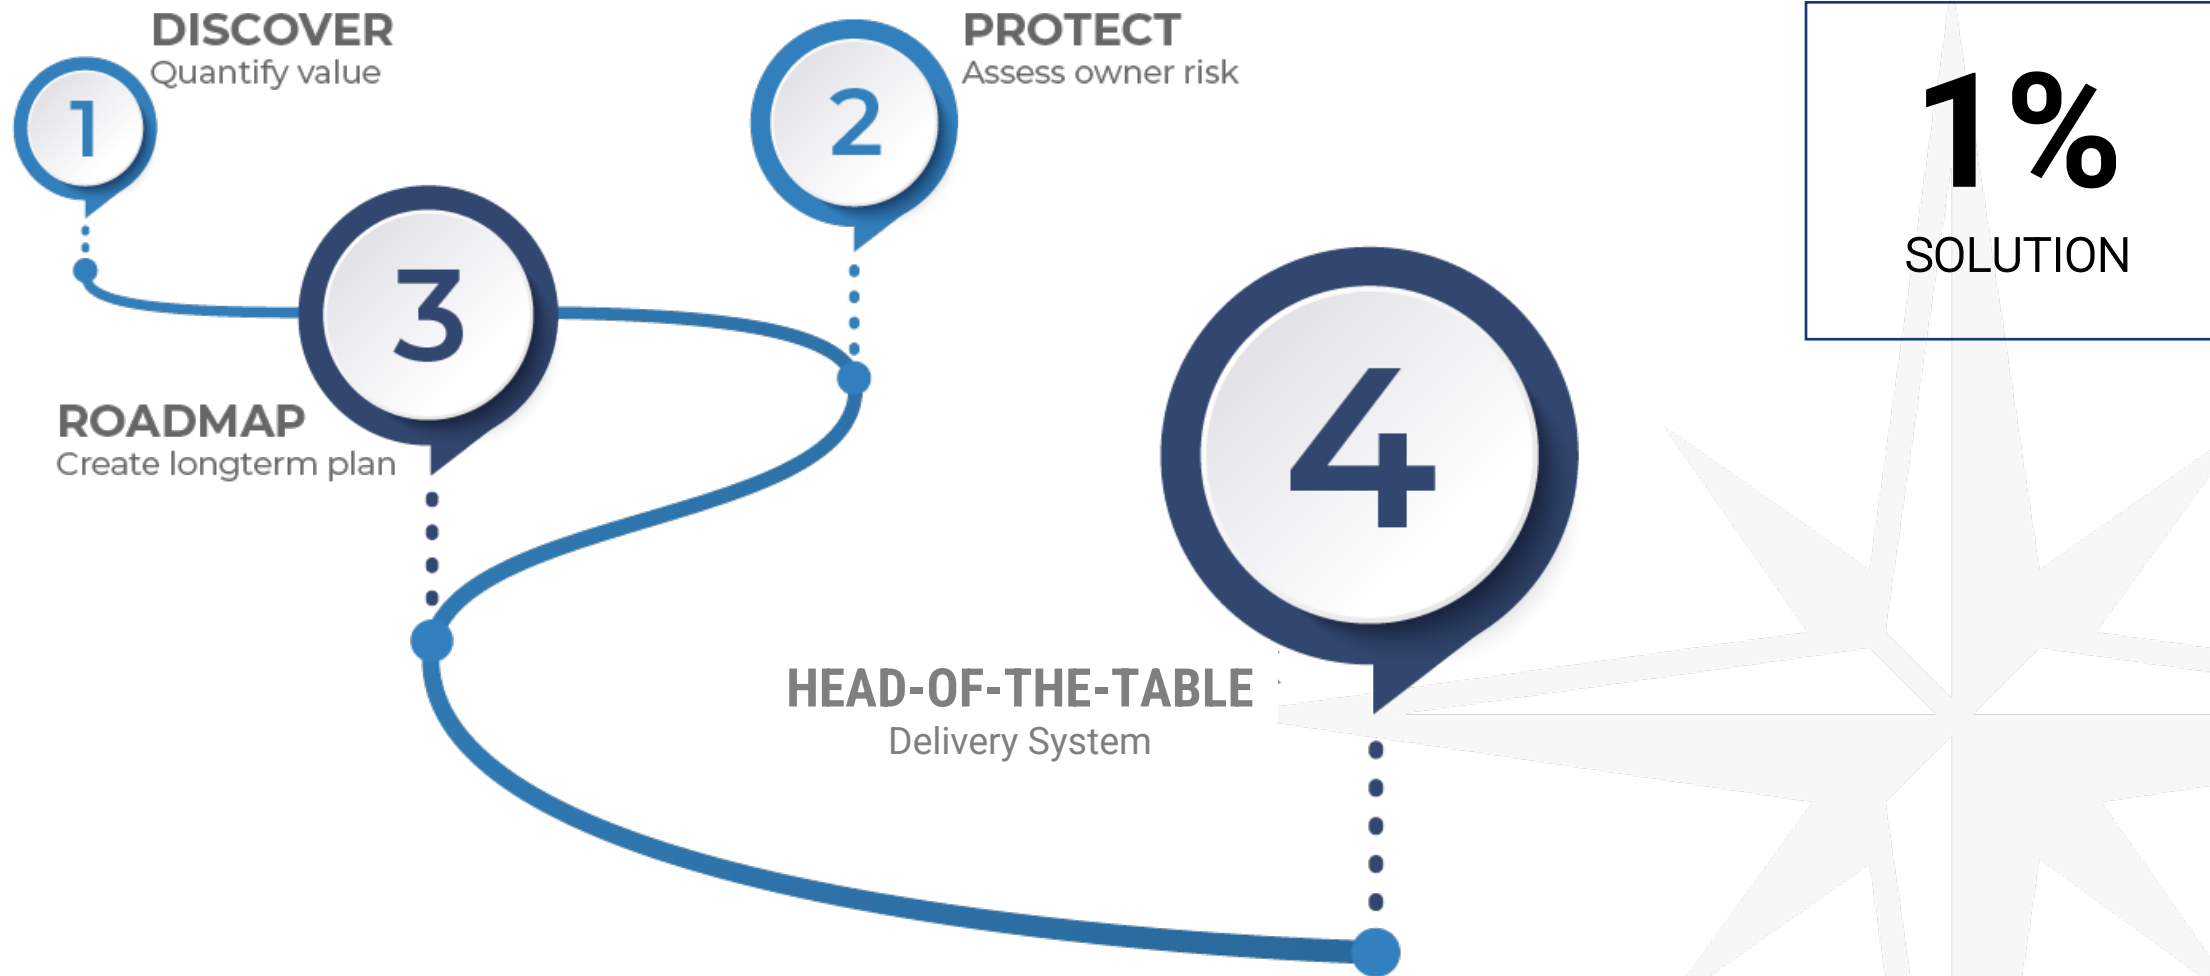 1
DISCOVER
Quantify value
2
PROTECT
Assess owner risk
3
ROADMAP
Create longterm plan
4
HEAD-OF-THE-TABLE
Delivery System
1%
SOLUTION